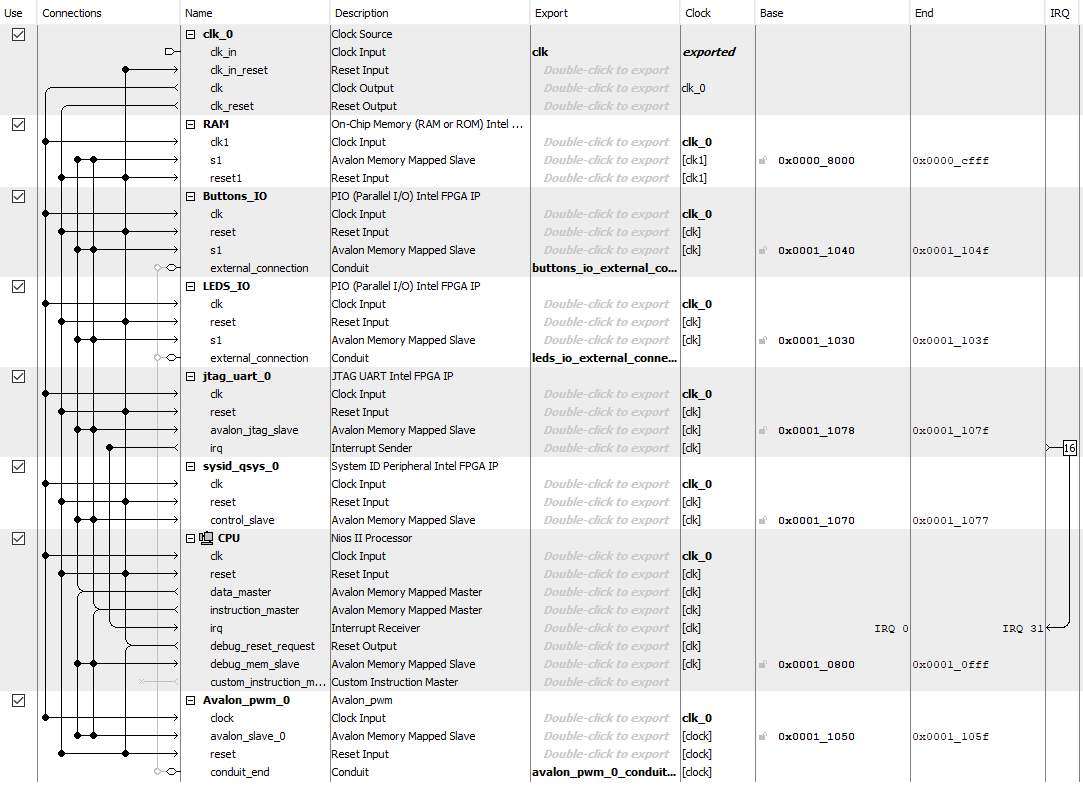 Use Connections Name Description Export Clock Base End IRQ
clk_0 Clock Source
clk_in Clock Input clk exported
clk_in_reset Reset Input Double-click to export
clk Clock Output Double-click to export clk_0
clk_reset Reset Output Double-click to export
RAM On-Chip Memory (RAM or ROM) Intel ...
clk1 Clock Input Double-click to export clk_0
s1 Avalon Memory Mapped Slave Double-click to export [clk1] 0x0000_8000 0x0000_cfff
reset1 Reset Input Double-click to export [clk1]
Buttons_IO PIO (Parallel I/O) Intel FPGA IP
clk Clock Input Double-click to export clk_0
reset Reset Input Double-click to export [clk]
s1 Avalon Memory Mapped Slave Double-click to export [clk] 0x0001_1040 0x0001_104f
external_connection Conduit buttons_io_external_co...
LEDS_IO PIO (Parallel I/O) Intel FPGA IP
clk Clock Input Double-click to export clk_0
reset Reset Input Double-click to export [clk]
s1 Avalon Memory Mapped Slave Double-click to export [clk] 0x0001_1030 0x0001_103f
external_connection Conduit leds_io_external_conne...
jtag_uart_0 JTAG UART Intel FPGA IP
clk Clock Input Double-click to export clk_0
reset Reset Input Double-click to export [clk]
avalon_jtag_slave Avalon Memory Mapped Slave Double-click to export [clk] 0x0001_1078 0x0001_107f
irq Interrupt Sender Double-click to export [clk] 16
sysid_qsys_0 System ID Peripheral Intel FPGA IP
clk Clock Input Double-click to export clk_0
reset Reset Input Double-click to export [clk]
control_slave Avalon Memory Mapped Slave Double-click to export [clk] 0x0001_1070 0x0001_1077
CPU Nios II Processor
clk Clock Input Double-click to export clk_0
reset Reset Input Double-click to export [clk]
data_master Avalon Memory Mapped Master Double-click to export [clk]
instruction_master Avalon Memory Mapped Master Double-click to export [clk]
irq Interrupt Receiver Double-click to export [clk] IRQ 0 IRQ 31
debug_reset_request Reset Output Double-click to export [clk]
debug_mem_slave Avalon Memory Mapped Slave Double-click to export [clk] 0x0001_0800 0x0001_0fff
custom_instruction_m... Custom Instruction Master Double-click to export
Avalon_pwm_0 Avalon_pwm
clock Clock Input Double-click to export clk_0
avalon_slave_0 Avalon Memory Mapped Slave Double-click to export [clock] 0x0001_1050 0x0001_105f
reset Reset Input Double-click to export [clock]
conduit_end Conduit avalon_pwm_0_conduit... [clock]